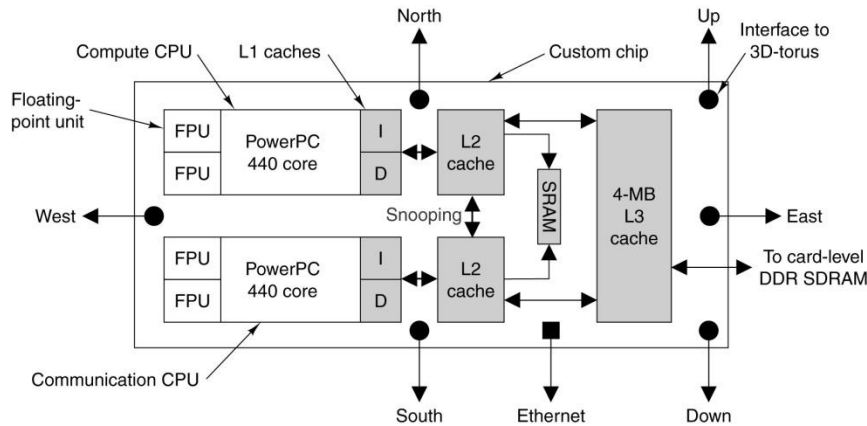 North
Up
Compute CPU
L1 caches
Custom chip
Interface to
3D-torus
Floating-
point unit
FPU
FPU
PowerPC
440 core
I
D
L2
cache
SRAM
4-MB
L3
cache
West
Snooping
East
FPU
FPU
PowerPC
440 core
I
D
L2
cache
To card-level
DDR SDRAM
Communication CPU
South
Ethernet
Down